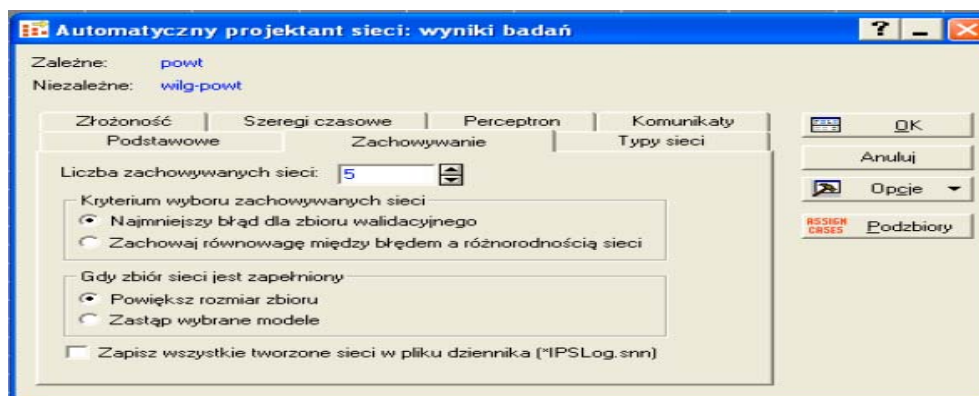 Automatyczny projektant sieci: wyniki badań
Zależne: powt
Niezależne: wilg-powt
Złożoność Szeregi czasowe Perceptron Komunikaty
Podstawowe Zachowywanie Typy sieci
Liczba zachowywanych sieci: 5
Kryterium wyboru zachowywanych sieci
Najmniejszy błąd dla zbioru walidacyjnego
Zachowaj równowagę między błędem a różnorodnością sieci
Gdy zbiór sieci jest zapełniony
Powiększ rozmiar zbioru
Zastąp wybrane modele
Zapisz wszystkie tworzone sieci w pliku dziennika (*IPSLog.snn)
OK
Anuluj
Opcje
ASSIGN CASES Podzbiory